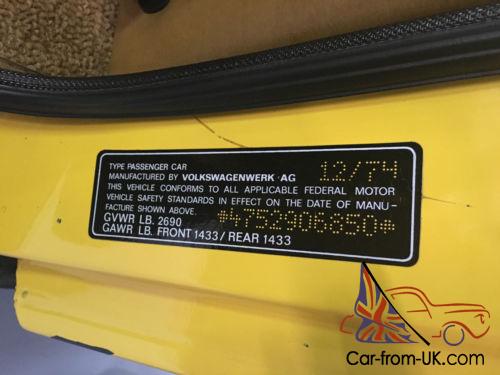 TYPE PASSENGER CAR 12/74
MANUFACTURED BY VOLKSWAGENWERK AG
THIS VEHICLE CONFORMS TO ALL APPLICABLE FEDERAL MOTOR
VEHICLE SAFETY STANDARDS IN EFFECT ON THE DATE OF MANU-
FACTURE SHOWN ABOVE.
GVWR LB. 2690 *4752906850*
GAWR LB. FRONT 1433 / REAR 1433
Car-from-UK.com